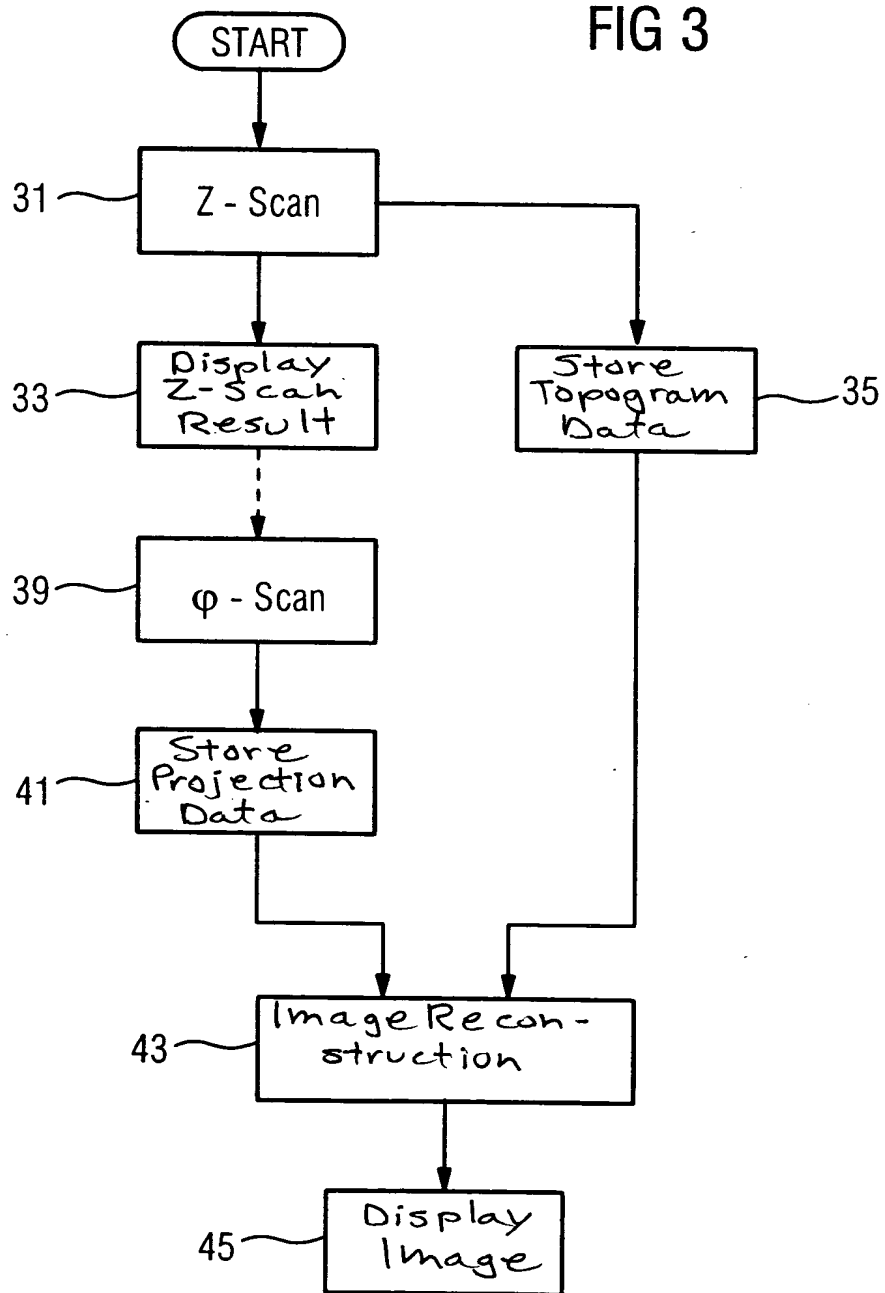 FIG 3
START
31
Z - Scan
33
Display
Z-Scan
Result
Store
Topogram
Data
35
39
φ - Scan
41
Store
Projection
Data
43
Image Recon-
struction
45
Display
Image